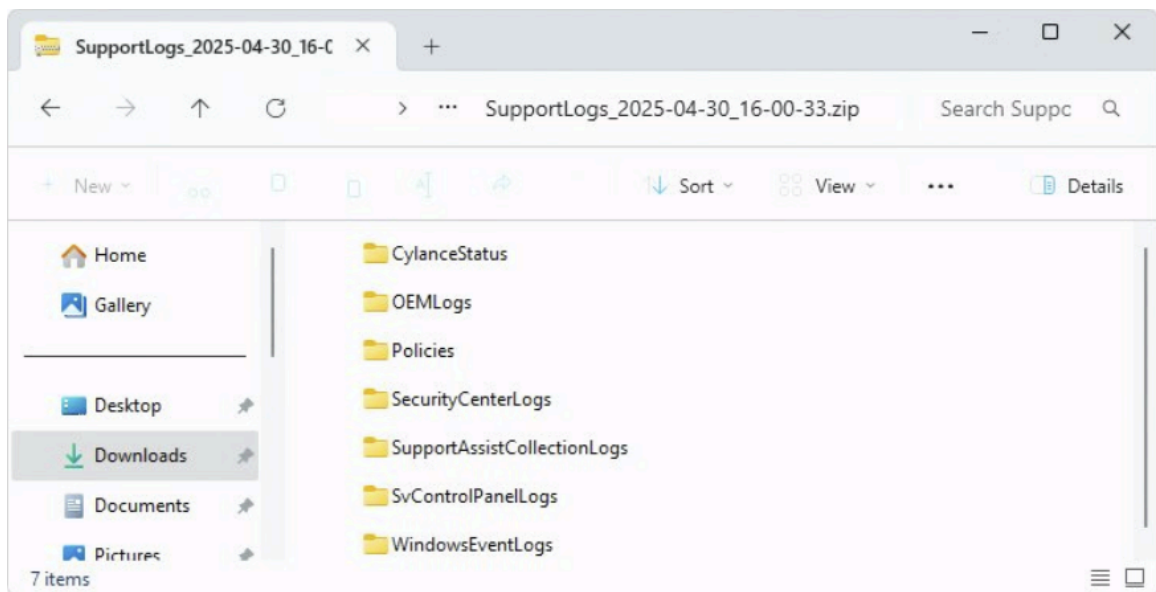 SupportLogs_2025-04-30_16-0
SupportLogs_2025-04-30_16-00-33.zip
Search Suppc
New
Sort
View
Details
Home
Gallery
Desktop
Downloads
Documents
Pictures
CylanceStatus
OEMLogs
Policies
SecurityCenterLogs
SupportAssistCollectionLogs
SvControlPanelLogs
WindowsEventLogs
7 items